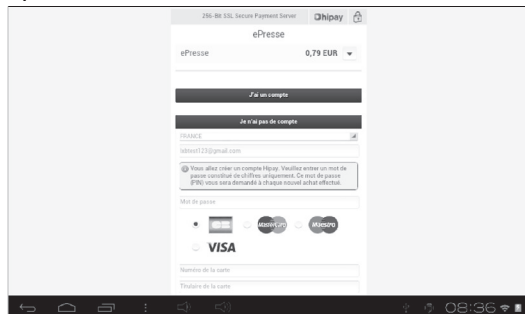 256-Bit SSL Secure Payment Server
hipay
ePresse
ePresse 0,79 EUR
J'ai un compte
Je n'ai pas de compte
FRANCE
Vous allez créer un compte Hipay. Veuillez entrer un mot de
passe constitué de chiffres uniquement. Ce mot de passe
(PIN) vous sera demandé à chaque nouvel achat effectué.
Mot de passe
CB
MasterCard
Maestro
VISA
Numéro de la carte
Titulaire de la carte
08:36